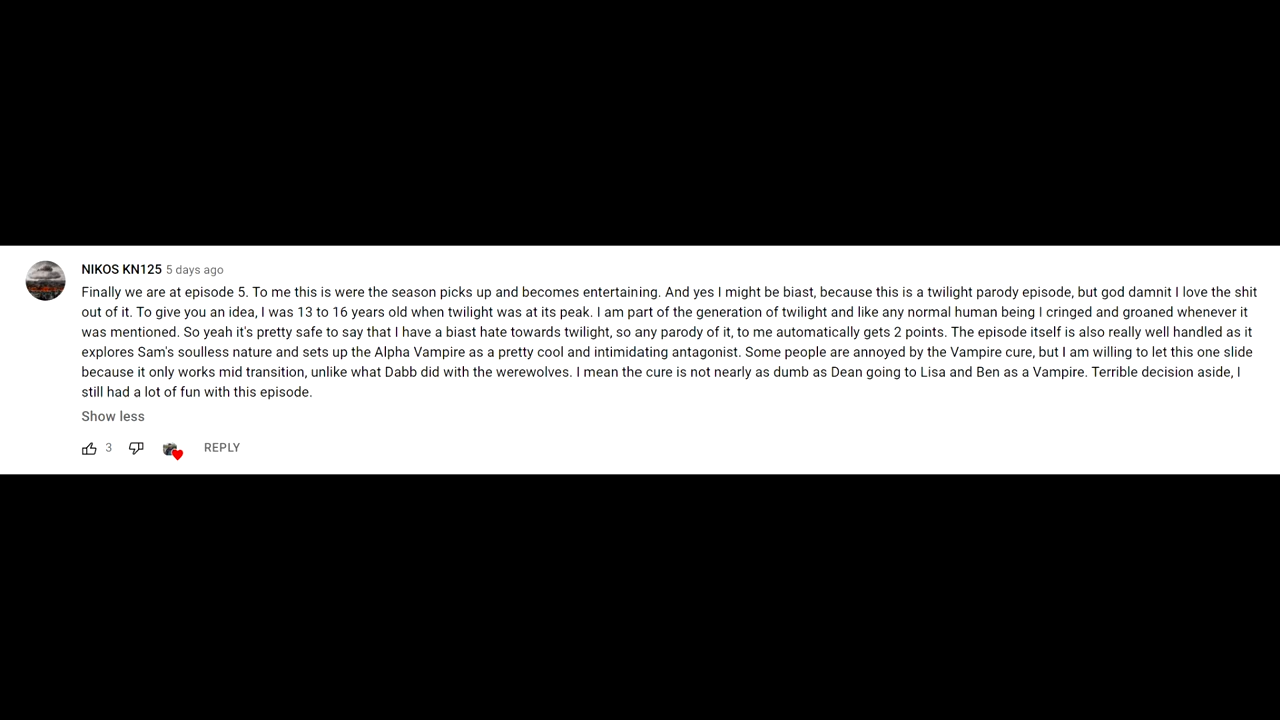 NIKOS KN125 5 days ago
Finally we are at episode 5. To me this is were the season picks up and becomes entertaining. And yes I might be biast, because this is a twilight parody episode, but god damnit I love the shit
out of it. To give you an idea, I was 13 to 16 years old when twilight was at its peak. I am part of the generation of twilight and like any normal human being I cringed and groaned whenever it
was mentioned. So yeah it's pretty safe to say that I have a biast hate towards twilight, so any parody of it, to me automatically gets 2 points. The episode itself is also really well handled as it
explores Sam's soulless nature and sets up the Alpha Vampire as a pretty cool and intimidating antagonist. Some people are annoyed by the Vampire cure, but I am willing to let this one slide
because it only works mid transition, unlike what Dabb did with the werewolves. I mean the cure is not nearly as dumb as Dean going to Lisa and Ben as a Vampire. Terrible decision aside, I
still had a lot of fun with this episode.
Show less
3 REPLY